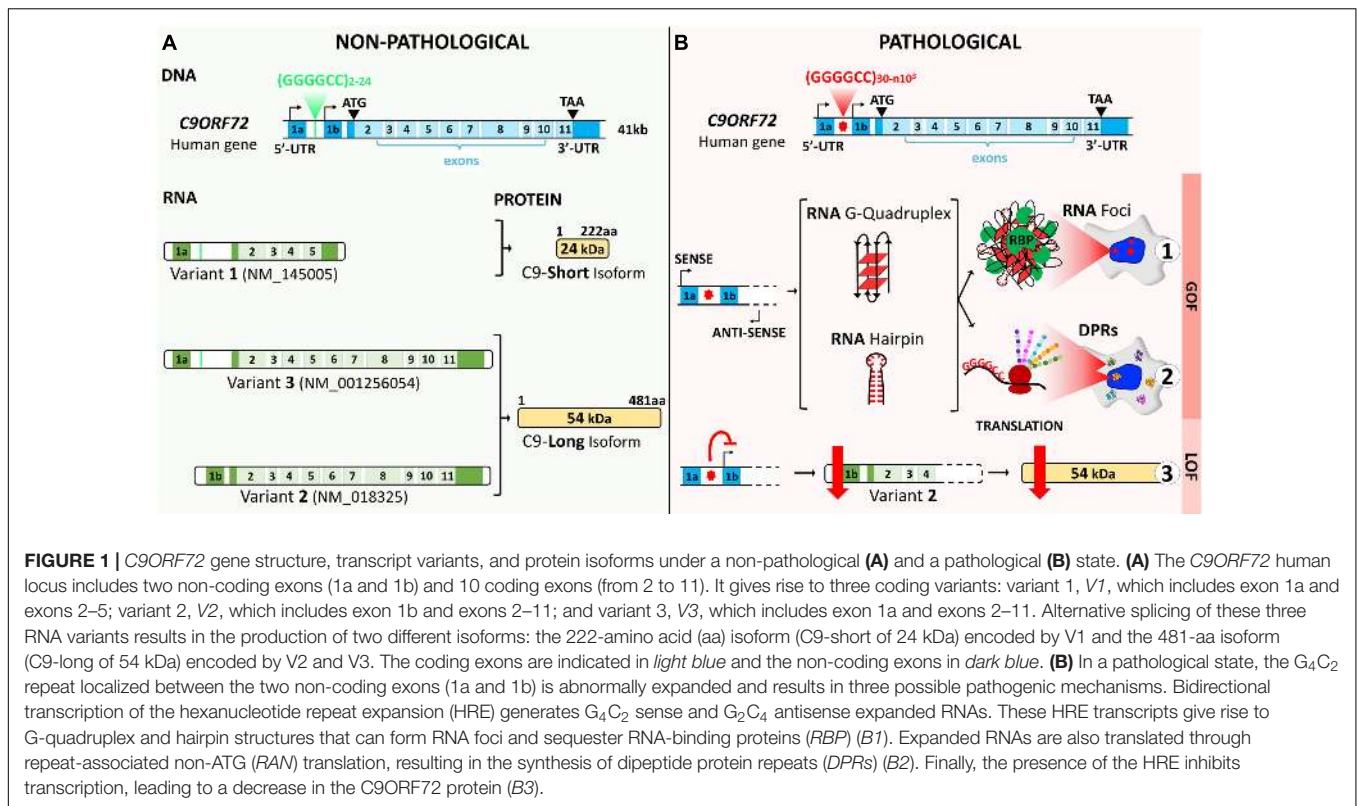 A NON-PATHOLOGICAL
DNA
(GGGGCC)2-24
ATG
TAA
C9ORF72
Human gene
1a 1b 2 3 4 5 6 7 8 9 10 11
41kb
5'-UTR
3'-UTR
exons
RNA
PROTEIN
1a 2 3 4 5
Variant 1 (NM_145005)
1 222aa
24 kDa
C9-Short Isoform
1a 2 3 4 5 6 7 8 9 10 11
Variant 3 (NM_001256054)
1 481aa
54 kDa
C9-Long Isoform
1b 2 3 4 5 6 7 8 9 10 11
Variant 2 (NM_018325)
B PATHOLOGICAL
(GGGGCC)30-n10³
ATG
TAA
C9ORF72
Human gene
1a 1b 2 3 4 5 6 7 8 9 10 11
5'-UTR
3'-UTR
exons
SENSE
1a 1b
ANTI-SENSE
RNA G-Quadruplex
RNA Hairpin
RBP
RNA Foci
1
DPRs
GGGGCC
2
TRANSLATION
GOF
1a 1b
1b 2 3 4
Variant 2
54 kDa
3
LOF
FIGURE 1 | C9ORF72 gene structure, transcript variants, and protein isoforms under a non-pathological (A) and a pathological (B) state. (A) The C9ORF72 human
locus includes two non-coding exons (1a and 1b) and 10 coding exons (from 2 to 11). It gives rise to three coding variants: variant 1, V1, which includes exon 1a and
exons 2–5; variant 2, V2, which includes exon 1b and exons 2–11; and variant 3, V3, which includes exon 1a and exons 2–11. Alternative splicing of these three
RNA variants results in the production of two different isoforms: the 222-amino acid (aa) isoform (C9-short of 24 kDa) encoded by V1 and the 481-aa isoform
(C9-long of 54 kDa) encoded by V2 and V3. The coding exons are indicated in light blue and the non-coding exons in dark blue. (B) In a pathological state, the G₄C₂
repeat localized between the two non-coding exons (1a and 1b) is abnormally expanded and results in three possible pathogenic mechanisms. Bidirectional
transcription of the hexanucleotide repeat expansion (HRE) generates G₄C₂ sense and G₂C₄ antisense expanded RNAs. These HRE transcripts give rise to
G-quadruplex and hairpin structures that can form RNA foci and sequester RNA-binding proteins (RBP) (B1). Expanded RNAs are also translated through
repeat-associated non-ATG (RAN) translation, resulting in the synthesis of dipeptide protein repeats (DPRs) (B2). Finally, the presence of the HRE inhibits
transcription, leading to a decrease in the C9ORF72 protein (B3).